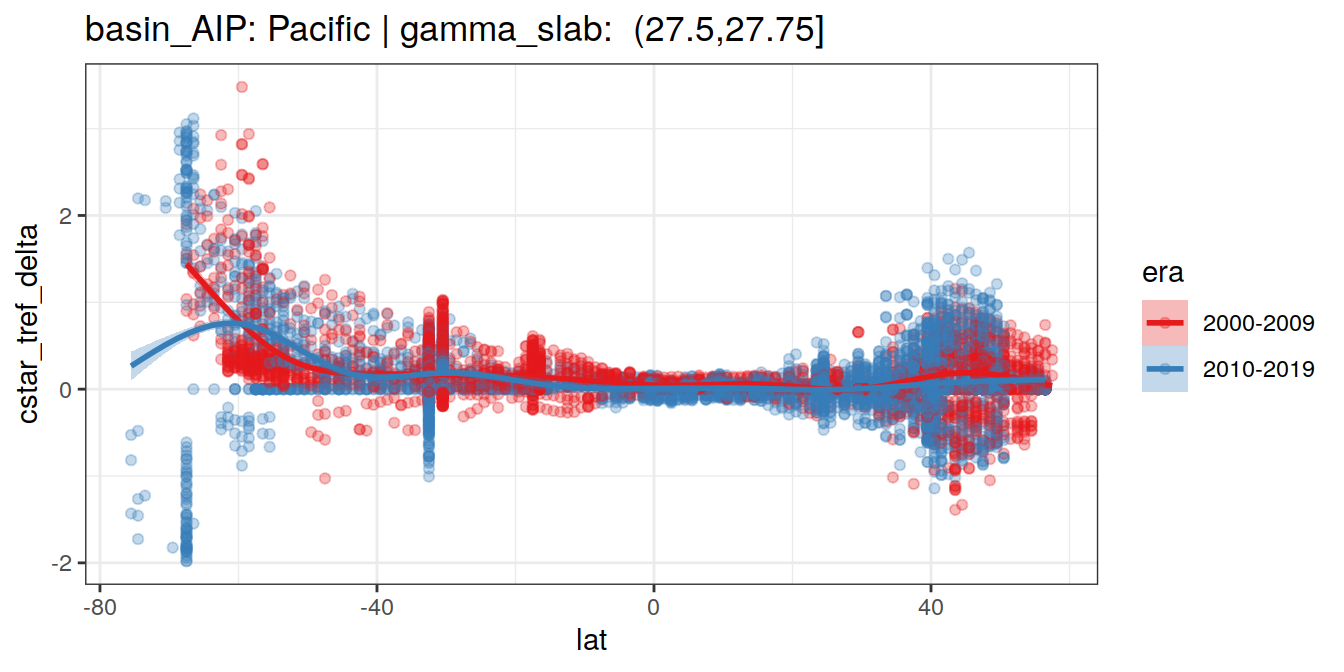 basin_AIP: Pacific | gamma_slab:  (27.5,27.75]
cstar_tref_delta
2
0
-2
-80
-40
0
40
lat
era
2000-2009
2010-2019